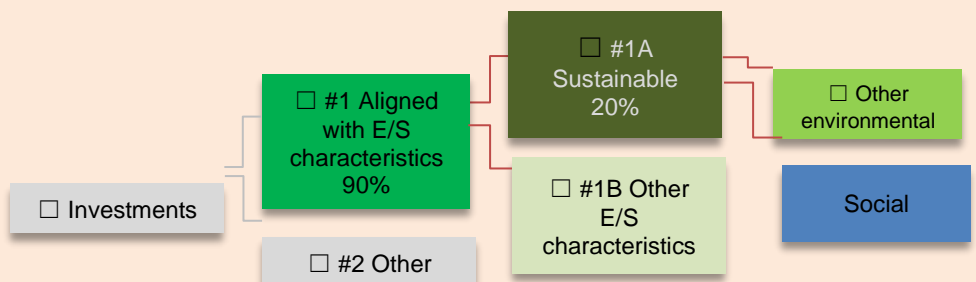 ☐ #1A
Sustainable
20%
☐ #1 Aligned
with E/S
characteristics
90%
☐ Other
environmental
☐ Investments
☐ #1B Other
E/S
characteristics
Social
☐ #2 Other